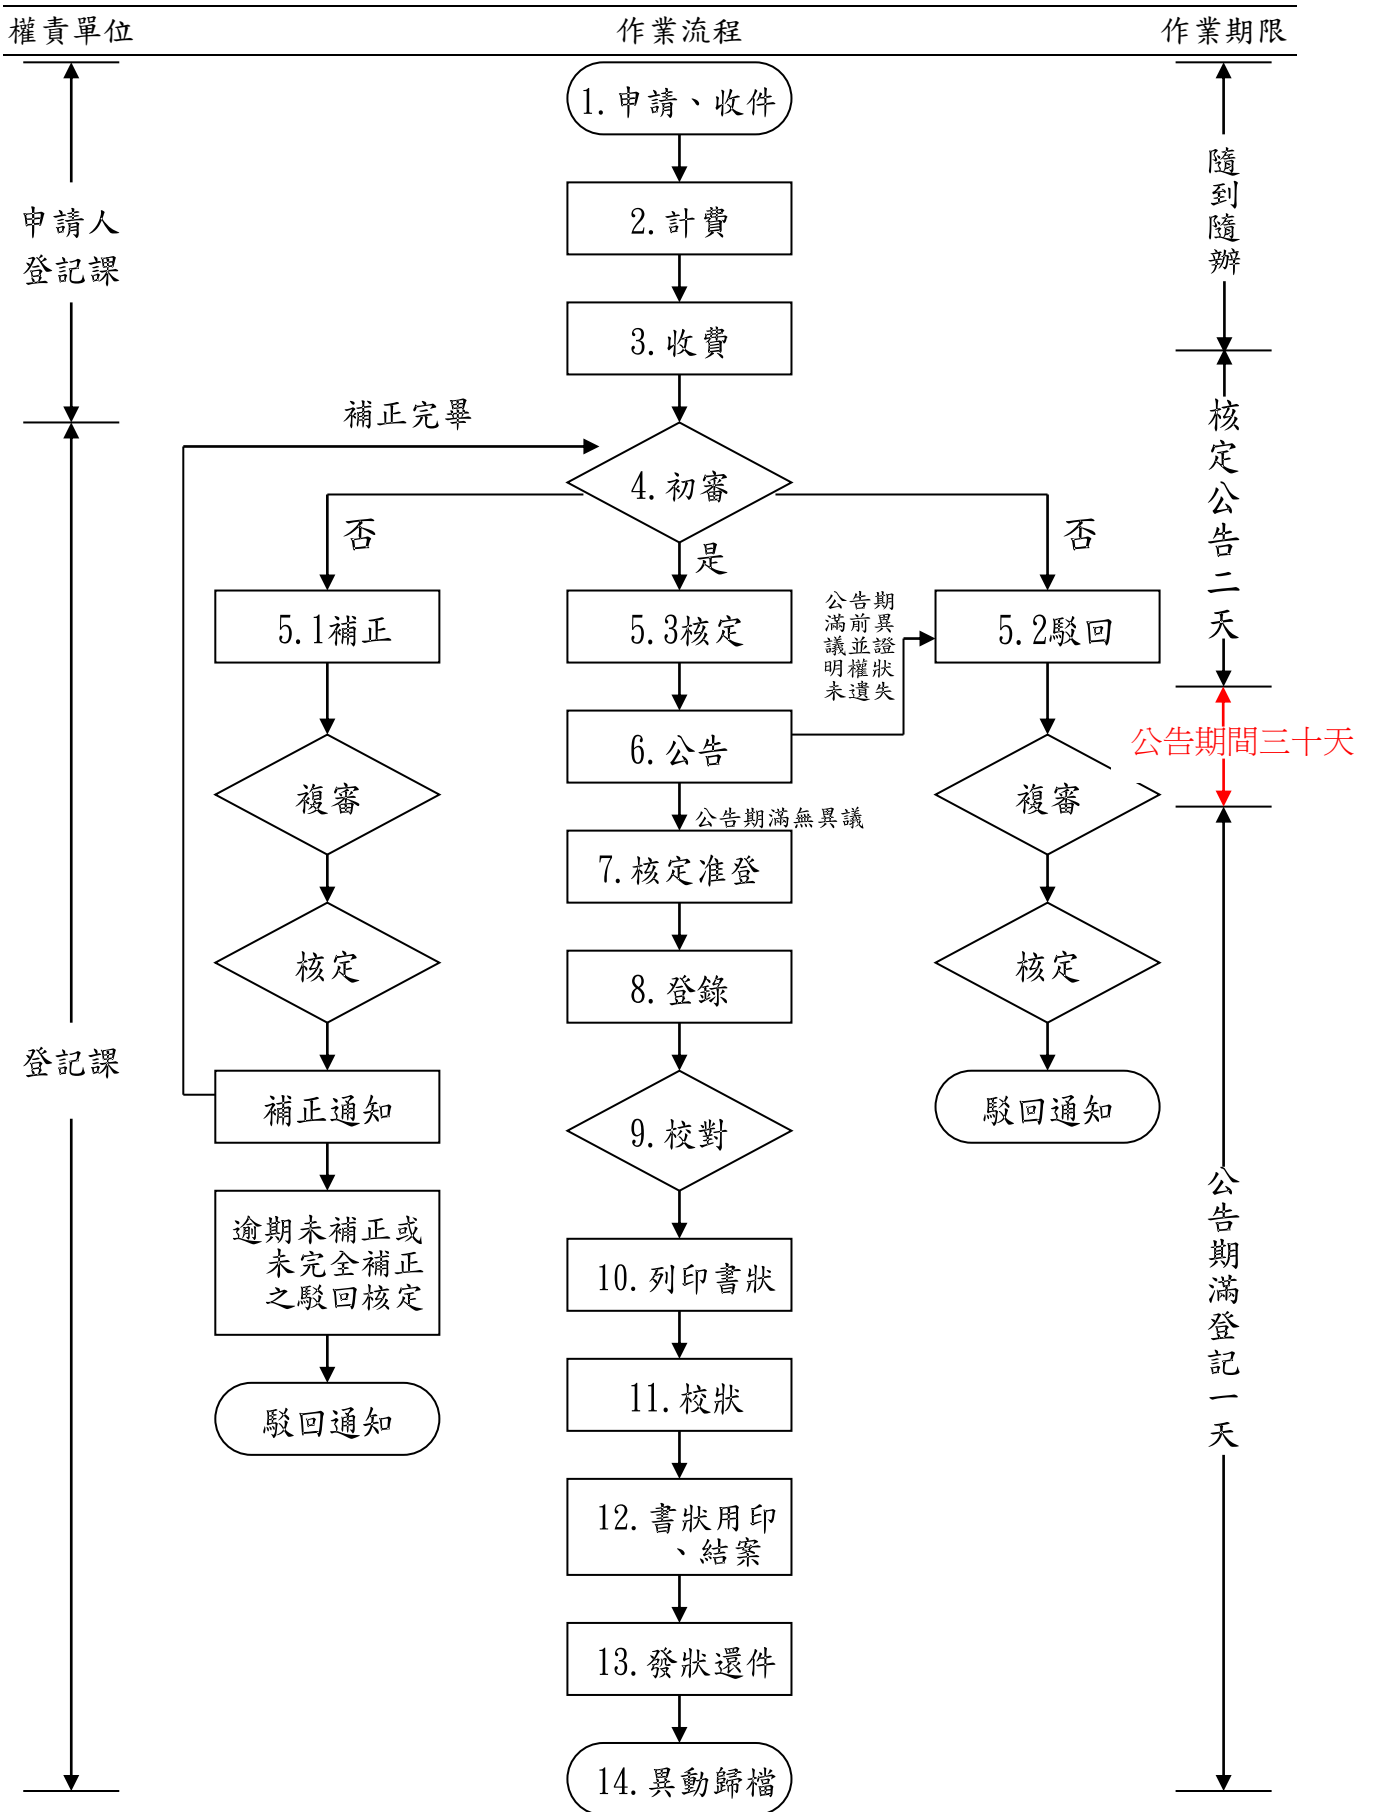 權責單位
作業流程
作業期限
1.申請、收件
2.計費
3.收費
申請人
登記課
隨到隨辦
補正完畢
4.初審
否
是
否
核定公告二天
5.1補正
5.3核定
公告期
滿前異
議並證
明權狀
未遺失
5.2駁回
6.公告
公告期間三十天
公告期滿無異議
複審
複審
7.核定准登
核定
核定
8.登錄
登記課
補正通知
9.校對
駁回通知
逾期未補正或
未完全補正
之駁回核定
10.列印書狀
公告期滿登記一天
駁回通知
11.校狀
12.書狀用印
、結案
13.發狀還件
14.異動歸檔